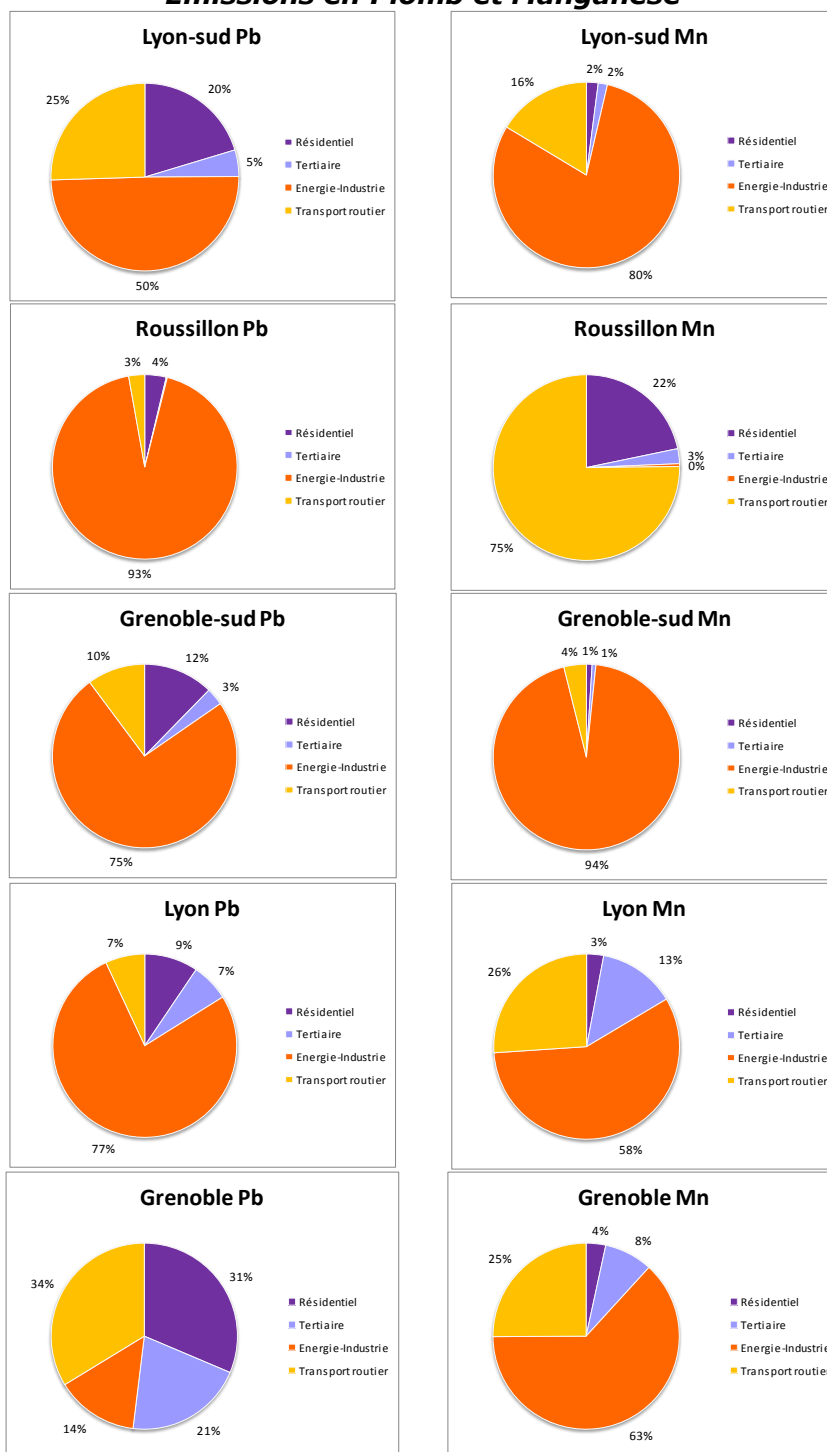 Emissions en Plomb et Manganèse
Lyon-sud Pb
25%
20%
5%
50%
Résidentiel
Tertiaire
Energie-Industrie
Transport routier
Lyon-sud Mn
16%
2%
2%
80%
Résidentiel
Tertiaire
Energie-Industrie
Transport routier
Roussillon Pb
3%
4%
93%
Résidentiel
Tertiaire
Energie-Industrie
Transport routier
Roussillon Mn
22%
3%
0%
75%
Résidentiel
Tertiaire
Energie-Industrie
Transport routier
Grenoble-sud Pb
10%
12%
3%
75%
Résidentiel
Tertiaire
Energie-Industrie
Transport routier
Grenoble-sud Mn
4%
1%
1%
94%
Résidentiel
Tertiaire
Energie-Industrie
Transport routier
Lyon Pb
7%
9%
7%
77%
Résidentiel
Tertiaire
Energie-Industrie
Transport routier
Lyon Mn
26%
3%
13%
58%
Résidentiel
Tertiaire
Energie-Industrie
Transport routier
Grenoble Pb
34%
31%
14%
21%
Résidentiel
Tertiaire
Energie-Industrie
Transport routier
Grenoble Mn
25%
4%
8%
63%
Résidentiel
Tertiaire
Energie-Industrie
Transport routier